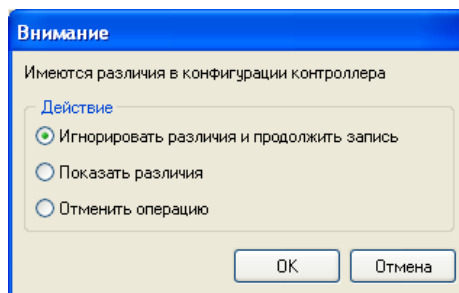 Внимание
Имеются различия в конфигурации контроллера
Действие
Игнорировать различия и продолжить запись
Показать различия
Отменить операцию
OK
Отмена